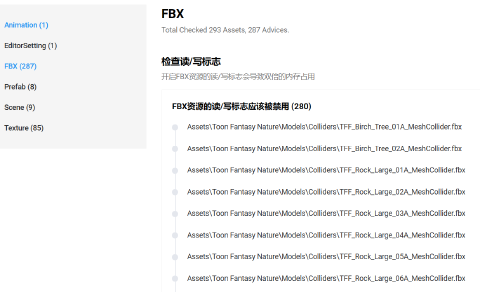 Animation (1)
EditorSetting (1)
FBX (287)
Prefab (8)
Scene (9)
Texture (85)
FBX
Total Checked 293 Assets, 287 Advices.
检查读/写标志
开启FBX资源的读/写标志会导致双倍的内存占用
FBX资源的读/写标志应该被禁用 (280)
Assets\Toon Fantasy Nature\Models\Colliders\TFF_Birch_Tree_01A_MeshCollider.fbx
Assets\Toon Fantasy Nature\Models\Colliders\TFF_Birch_Tree_02A_MeshCollider.fbx
Assets\Toon Fantasy Nature\Models\Colliders\TFF_Rock_Large_01A_MeshCollider.fbx
Assets\Toon Fantasy Nature\Models\Colliders\TFF_Rock_Large_02A_MeshCollider.fbx
Assets\Toon Fantasy Nature\Models\Colliders\TFF_Rock_Large_03A_MeshCollider.fbx
Assets\Toon Fantasy Nature\Models\Colliders\TFF_Rock_Large_04A_MeshCollider.fbx
Assets\Toon Fantasy Nature\Models\Colliders\TFF_Rock_Large_05A_MeshCollider.fbx
Assets\Toon Fantasy Nature\Models\Colliders\TFF_Rock_Large_06A_MeshCollider.fbx